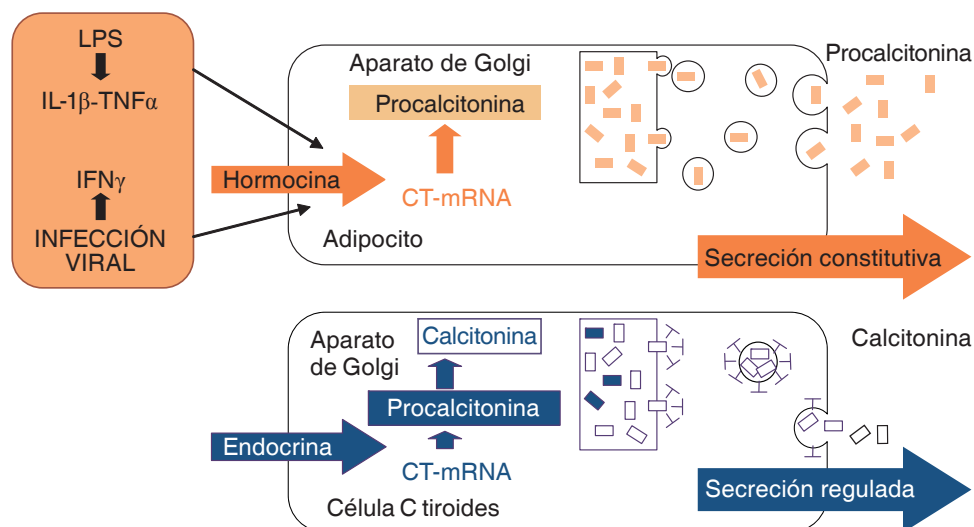 LPS
IL-1β-TNFα
IFNγ
INFECCIÓN
VIRAL
Hormocina
Aparato de Golgi
Procalcitonina
CT-mRNA
Adipocito
Procalcitonina
Secreción constitutiva
Aparato
de Golgi
Calcitonina
Procalcitonina
Endocrina
CT-mRNA
Célula C tiroides
Calcitonina
Secreción regulada